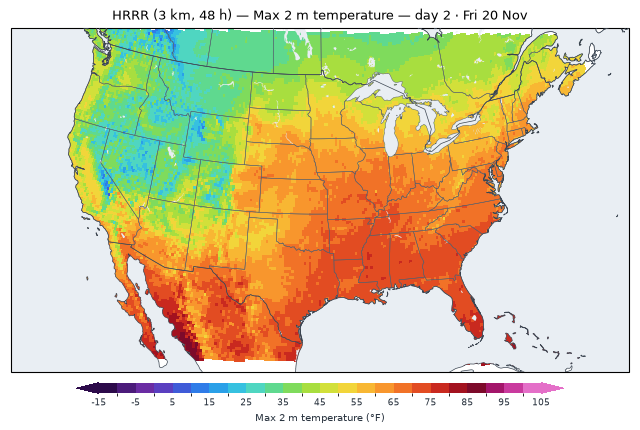 HRRR (3 km, 48 h) — Max 2 m temperature — day 2 · Fri 20 Nov
-15 -5 5 15 25 35 45 55 65 75 85 95 105
Max 2 m temperature (°F)